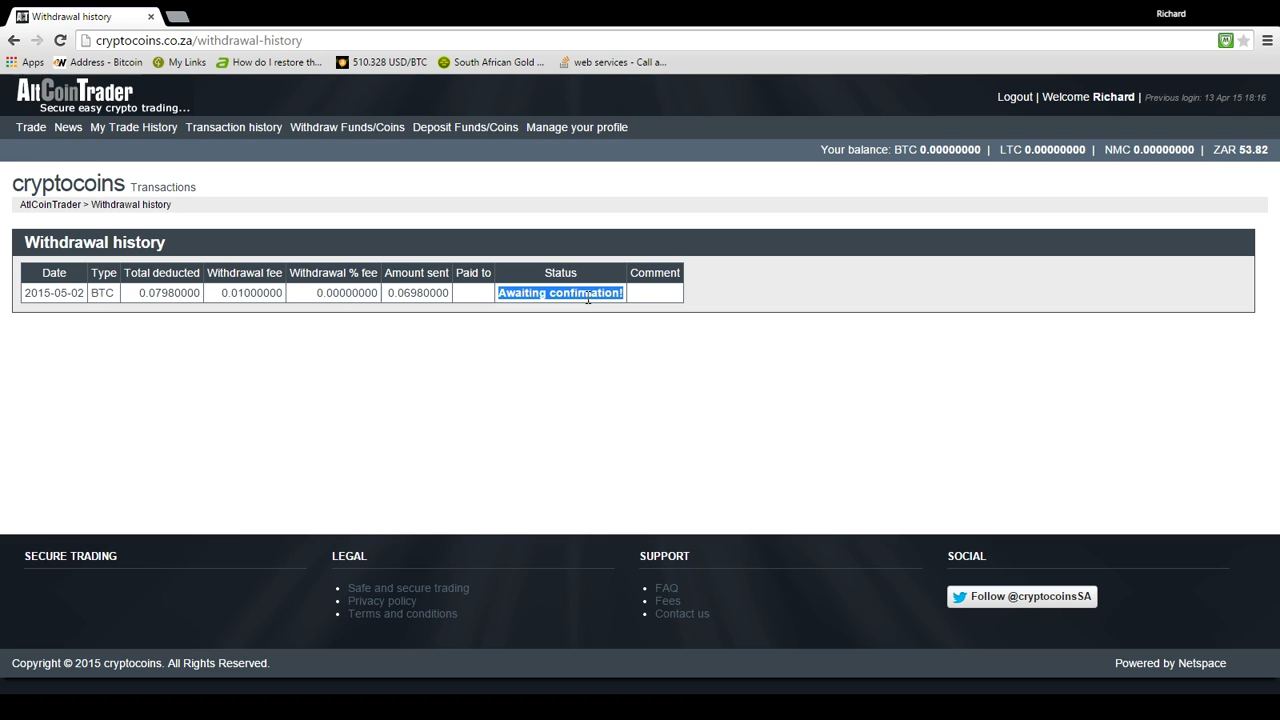 Withdrawal history
Richard
cryptocoins.co.za/withdrawal-history
Apps
Address - Bitcoin
My Links
How do I restore th...
510.328 USD/BTC
South African Gold ...
web services - Call a...
AltCoinTrader
Secure easy crypto trading...
Logout | Welcome Richard | Previous login: 13 Apr 15 18:16
Trade News My Trade History Transaction history Withdraw Funds/Coins Deposit Funds/Coins Manage your profile
Your balance: BTC 0.00000000 | LTC 0.00000000 | NMC 0.00000000 | ZAR 53.82
cryptocoins Transactions
AtlCoinTrader > Withdrawal history
Withdrawal history
Date Type Total deducted Withdrawal fee Withdrawal % fee Amount sent Paid to Status Comment
2015-05-02 BTC 0.07980000 0.01000000 0.00000000 0.06980000 Awaiting confirmation!
SECURE TRADING
LEGAL
Safe and secure trading
Privacy policy
Terms and conditions
SUPPORT
FAQ
Fees
Contact us
SOCIAL
Follow @cryptocoinsSA
Copyright © 2015 cryptocoins. All Rights Reserved.
Powered by Netspace